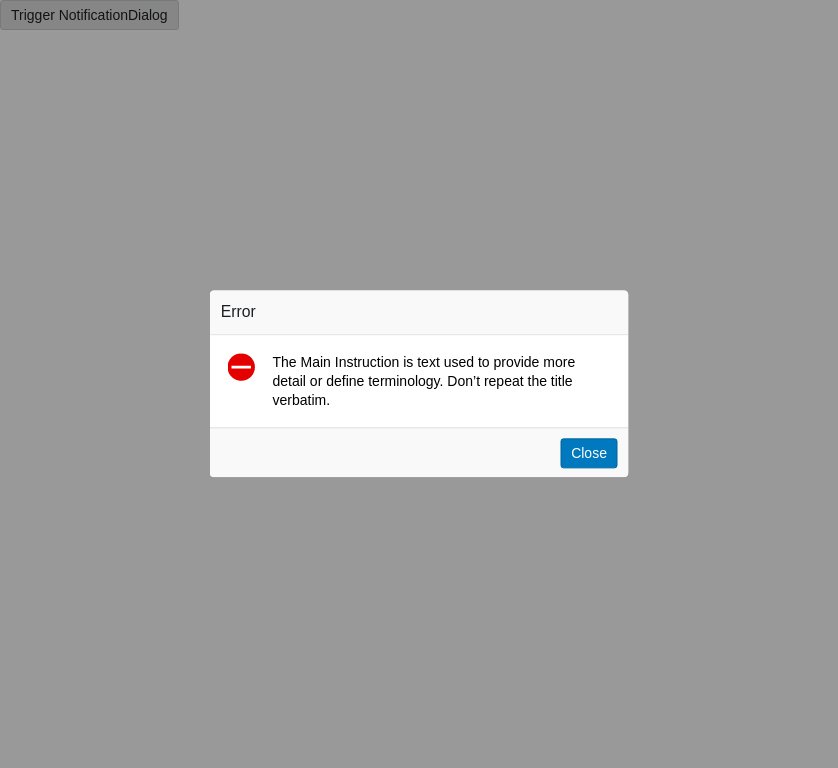 Trigger NotificationDialog
Error
The Main Instruction is text used to provide more
detail or define terminology. Don’t repeat the title
verbatim.
Close